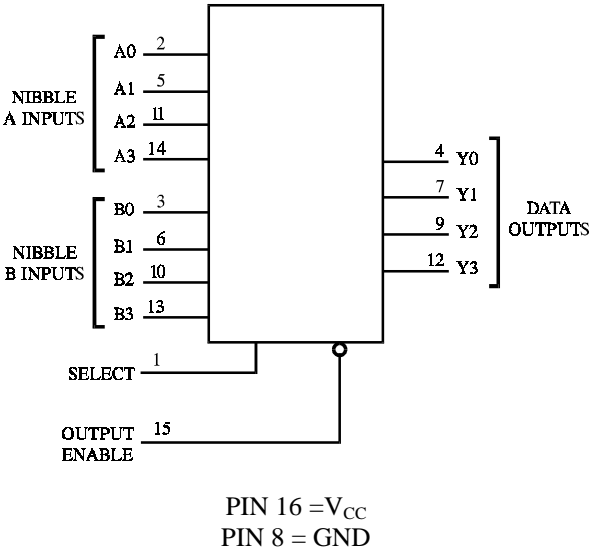 A0 2
A1 5
NIBBLE
A INPUTS
A2 11
A3 14
B0 3
B1 6
NIBBLE
B INPUTS
B2 10
B3 13
4 Y0
7 Y1
DATA
OUTPUTS
9 Y2
12 Y3
SELECT 1
OUTPUT
ENABLE
15
PIN 16 =VCC
PIN 8 = GND